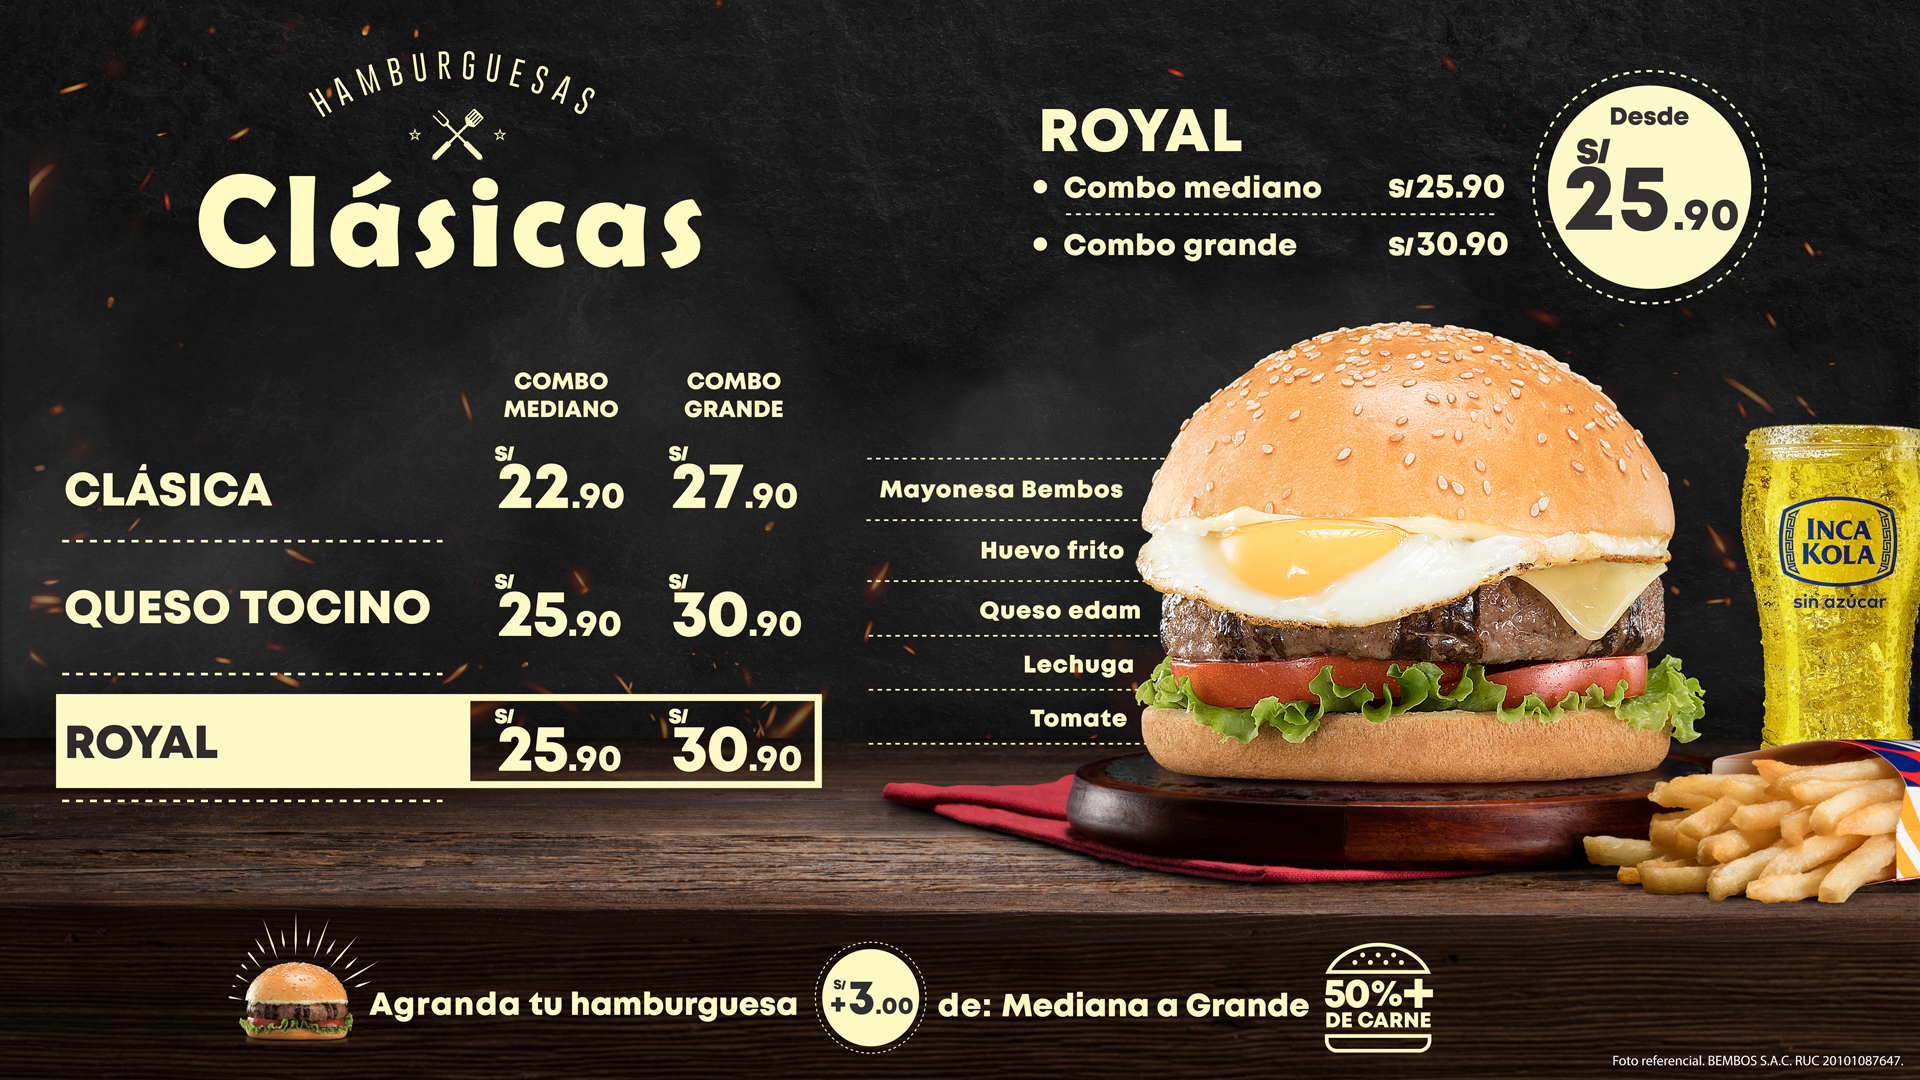 HAMBURGUESAS
Clásicas
COMBO MEDIANO
COMBO GRANDE
CLÁSICA S/22.90 S/27.90
QUESO TOCINO S/25.90 S/30.90
ROYAL S/25.90 S/30.90
ROYAL
• Combo mediano S/25.90
• Combo grande S/30.90
Desde
S/
25.90
Mayonesa Bembos
Huevo frito
Queso edam
Lechuga
Tomate
INCA
KOLA
sin azúcar
Agranda tu hamburguesa S/+3.00 de: Mediana a Grande
50%+
DE CARNE
Foto referencial. BEMBOS S.A.C. RUC 20101087647.